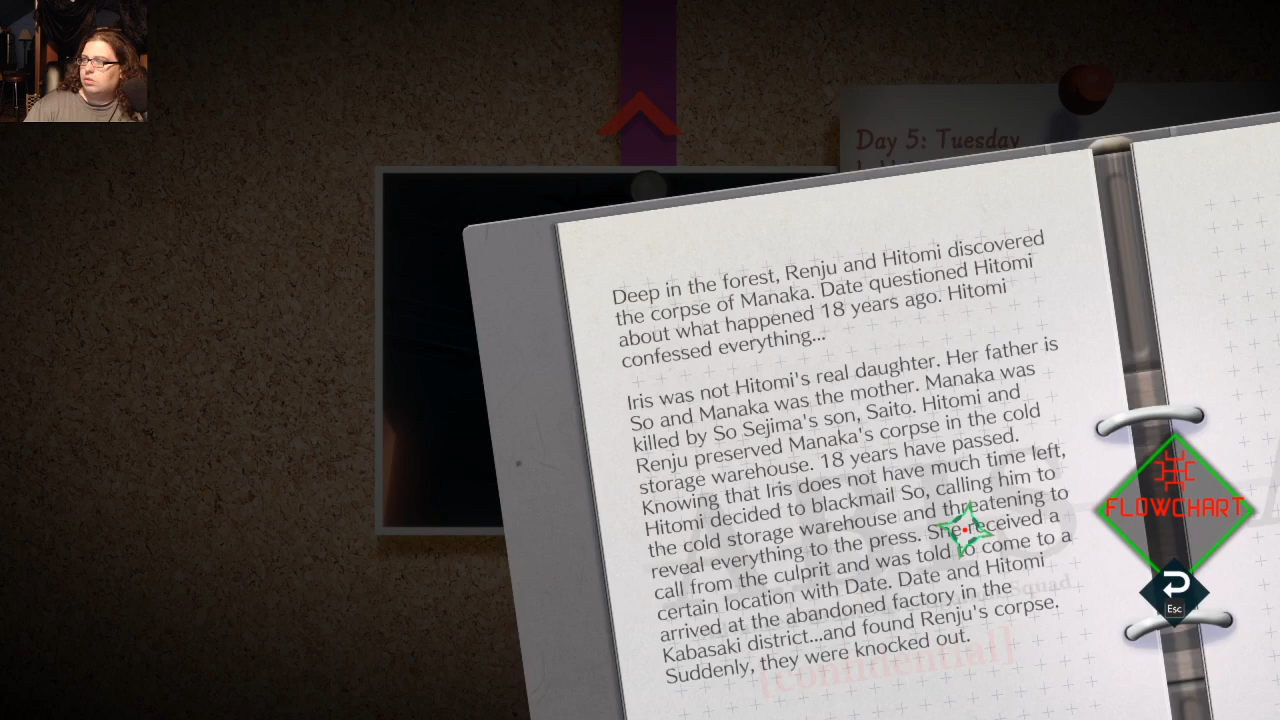 Day 5: Tuesday
Deep in the forest, Renju and Hitomi discovered
the corpse of Manaka. Date questioned Hitomi
about what happened 18 years ago. Hitomi
confessed everything...
Iris was not Hitomi's real daughter. Her father is
So and Manaka was the mother. Manaka was
killed by So Sejima's son, Saito. Hitomi and
Renju preserved Manaka's corpse in the cold
storage warehouse. 18 years have passed.
Knowing that Iris does not have much time left,
Hitomi decided to blackmail So, calling him to
the cold storage warehouse and threatening to
reveal everything to the press. She received a
call from the culprit and was told to come to a
certain location with Date. Date and Hitomi
arrived at the abandoned factory in the
Kabasaki district...and found Renju's corpse.
Suddenly, they were knocked out.
Squad
[confidential]
FLOWCHART
Esc